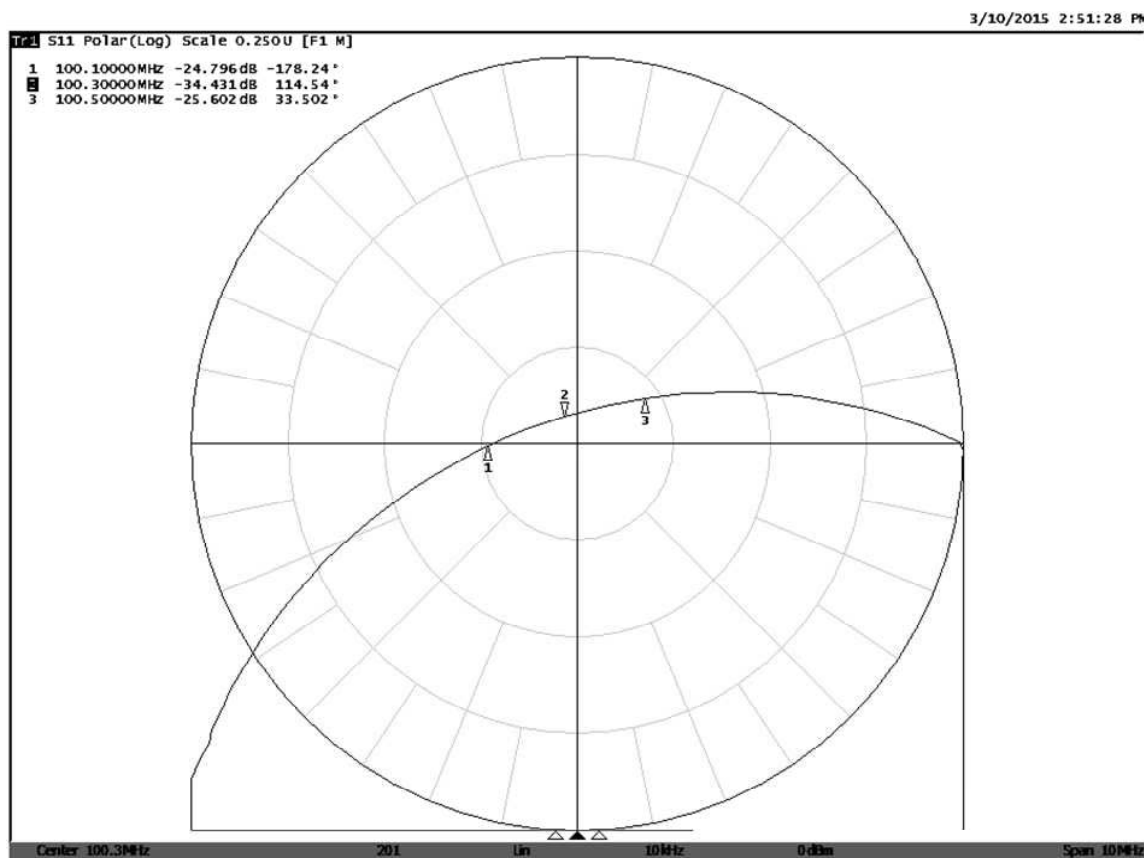 3/10/2015 2:51:28 PM
Tr1 S11 Polar(Log) Scale 0.250U [F1 M]
1 100.10000MHz -24.796dB -178.24°
2 100.30000MHz -34.431dB 114.54°
3 100.50000MHz -25.602dB 33.502°
2
3
1
Center 100.3MHz 201 Lin 10kHz 0dBm Span 10MHz